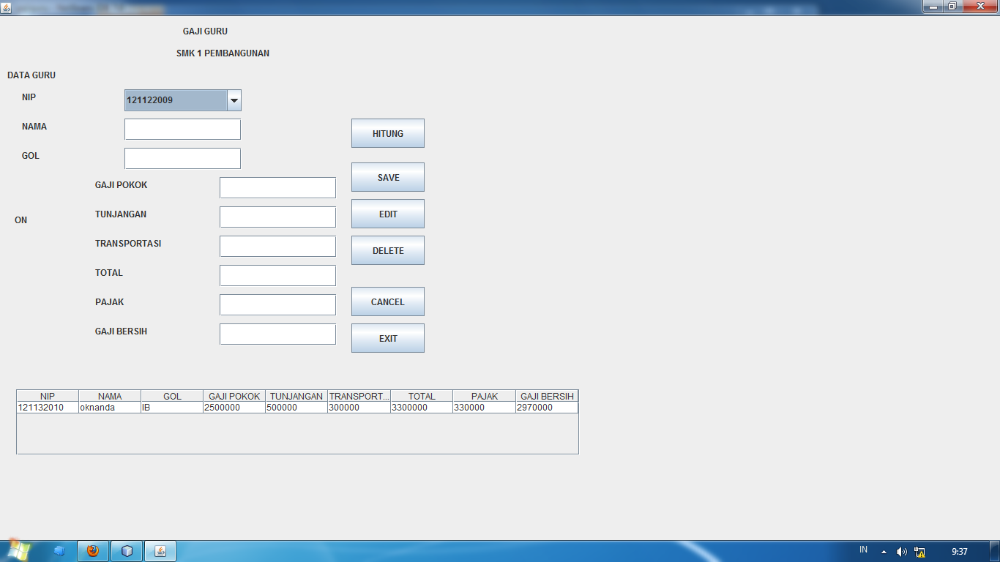 GAJI GURU
SMK 1 PEMBANGUNAN
DATA GURU
NIP 121122009
NAMA HITUNG
GOL
SAVE
GAJI POKOK
TUNJANGAN EDIT
ON
TRANSPORTASI DELETE
TOTAL
PAJAK CANCEL
GAJI BERSIH EXIT
NIP NAMA GOL GAJI POKOK TUNJANGAN TRANSPORT... TOTAL PAJAK GAJI BERSIH
121132010 oknanda IB 2500000 500000 300000 3300000 330000 2970000
IN 9:37